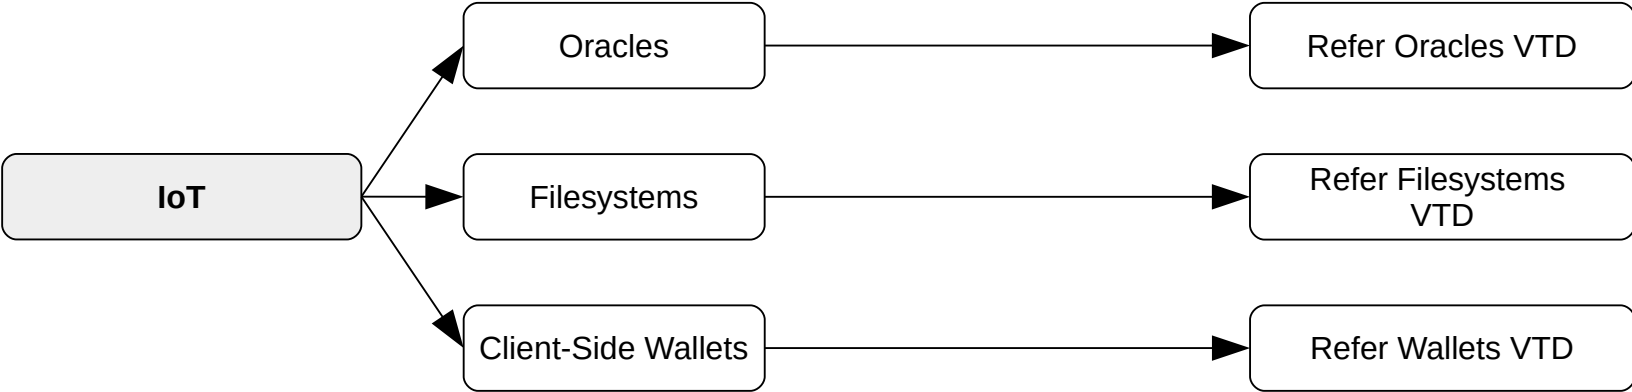 Oracles
Refer Oracles VTD
IoT
Filesystems
Refer Filesystems
VTD
Client-Side Wallets
Refer Wallets VTD